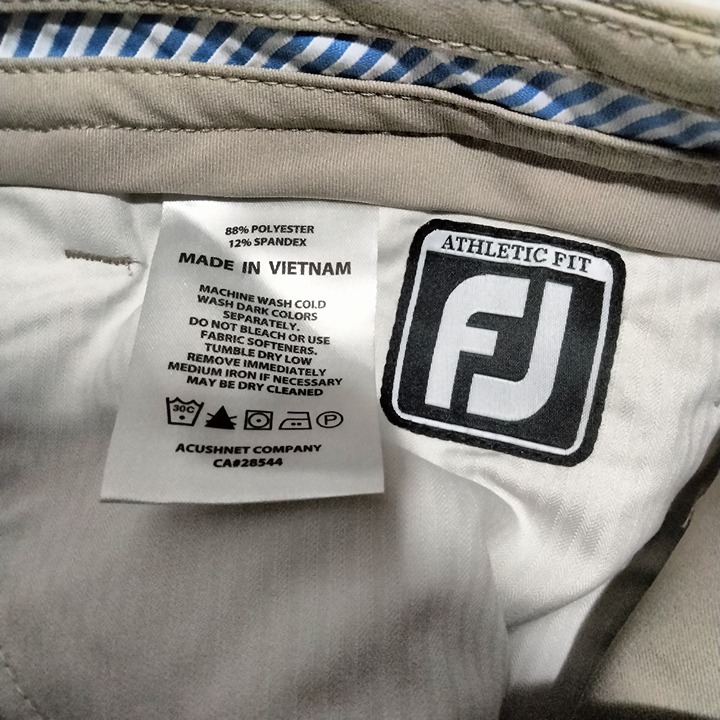 88% POLYESTER
12% SPANDEX
MADE IN VIETNAM
MACHINE WASH COLD
WASH DARK COLORS
SEPARATELY.
DO NOT BLEACH OR USE
FABRIC SOFTENERS.
TUMBLE DRY LOW
REMOVE IMMEDIATELY
MEDIUM IRON IF NECESSARY
MAY BE DRY CLEANED
30C P
ACUSHNET COMPANY
CA#28544
ATHLETIC FIT
FJ